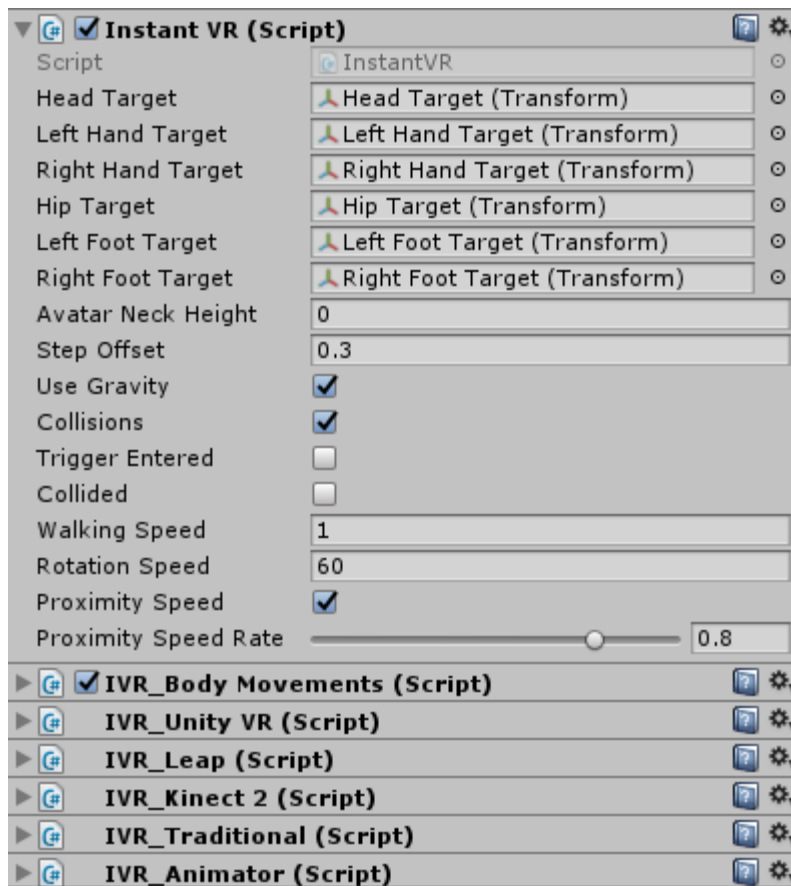 Instant VR (Script)
Script InstantVR
Head Target Head Target (Transform)
Left Hand Target Left Hand Target (Transform)
Right Hand Target Right Hand Target (Transform)
Hip Target Hip Target (Transform)
Left Foot Target Left Foot Target (Transform)
Right Foot Target Right Foot Target (Transform)
Avatar Neck Height 0
Step Offset 0.3
Use Gravity
Collisions
Trigger Entered
Collided
Walking Speed 1
Rotation Speed 60
Proximity Speed
Proximity Speed Rate 0.8
IVR_Body Movements (Script)
IVR_Unity VR (Script)
IVR_Leap (Script)
IVR_Kinect 2 (Script)
IVR_Traditional (Script)
IVR_Animator (Script)